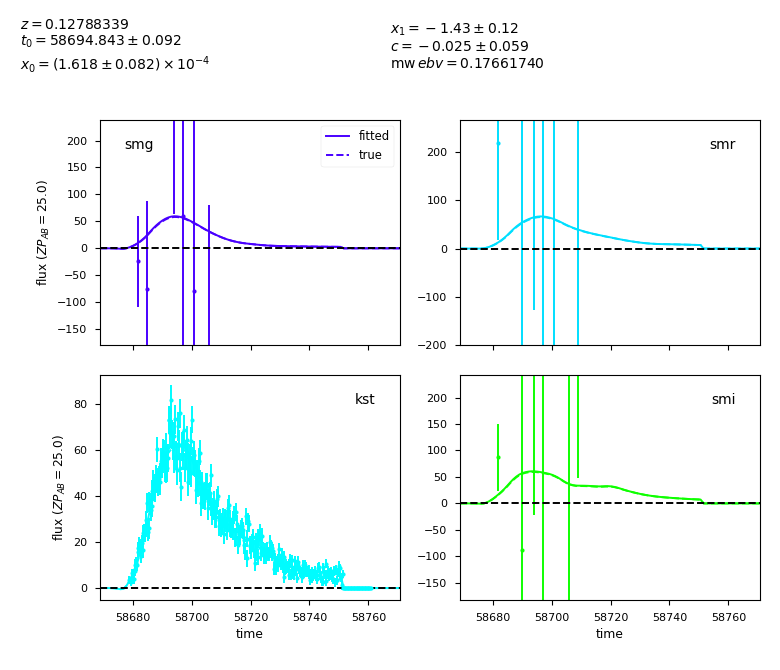 z = 0.12788339
t₀ = 58694.843 ± 0.092
x₀ = (1.618 ± 0.082) × 10⁻⁴
x₁ = −1.43 ± 0.12
c = −0.025 ± 0.059
mw ebv = 0.17661740
smg
fitted
true
200
150
100
50
0
−50
−100
−150
flux (ZP_AB = 25.0)
smr
200
100
0
−100
−200
kst
80
60
40
20
0
flux (ZP_AB = 25.0)
58680 58700 58720 58740 58760
time
smi
200
150
100
50
0
−50
−100
−150
58680 58700 58720 58740 58760
time